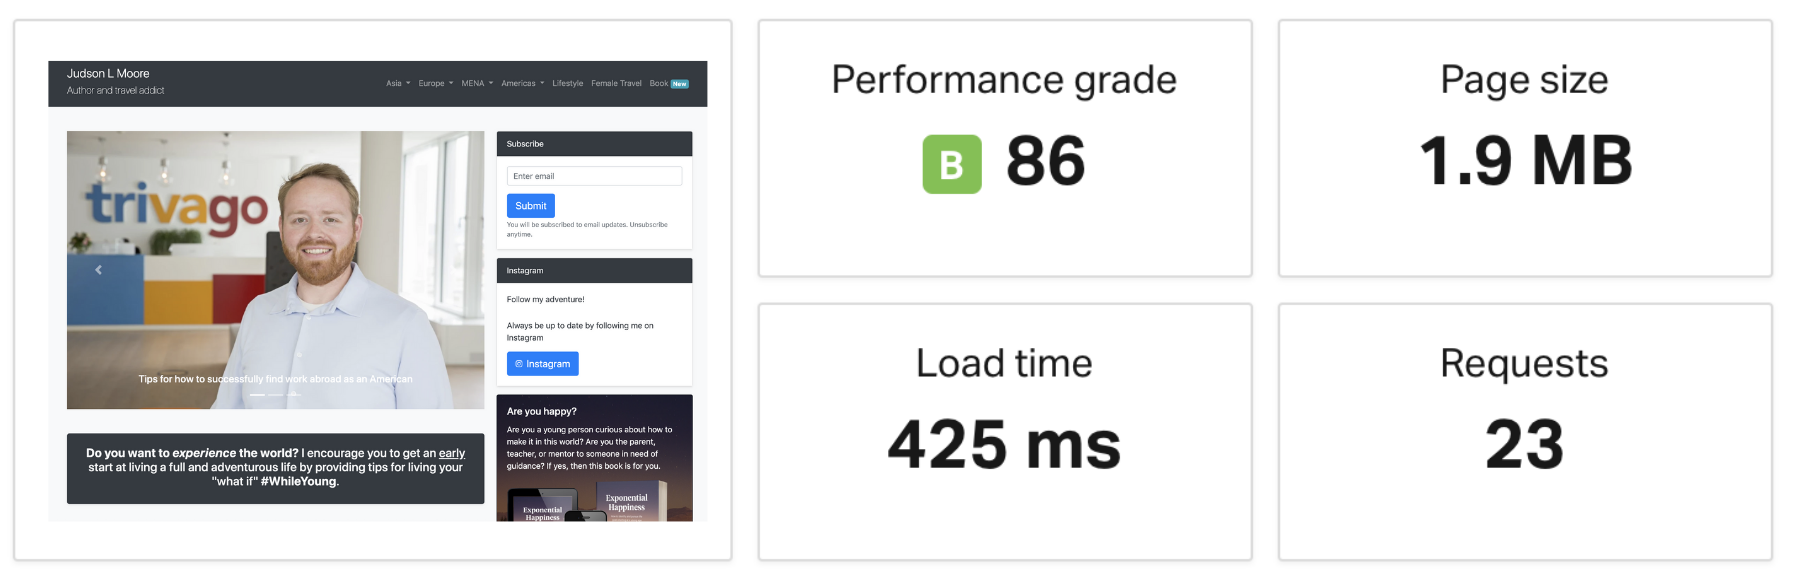 Judson L Moore
Author and travel addict
Asia Europe MENA Americas Lifestyle Female Travel Book New
trivago
Tips for how to successfully find work abroad as an American
Do you want to experience the world? I encourage you to get an early
start at living a full and adventurous life by providing tips for living your
"what if" #WhileYoung.
Subscribe
Enter email
Submit
You will be subscribed to email updates. Unsubscribe
anytime.
Instagram
Follow my adventure!
Always be up to date by following me on
Instagram
Instagram
Are you happy?
Are you a young person curious about how to
make it in this world? Are you the parent,
teacher, or mentor to someone in need of
guidance? If yes, then this book is for you.
Exponential
Happiness
Exponential
Happiness
Performance grade
B 86
Page size
1.9 MB
Load time
425 ms
Requests
23